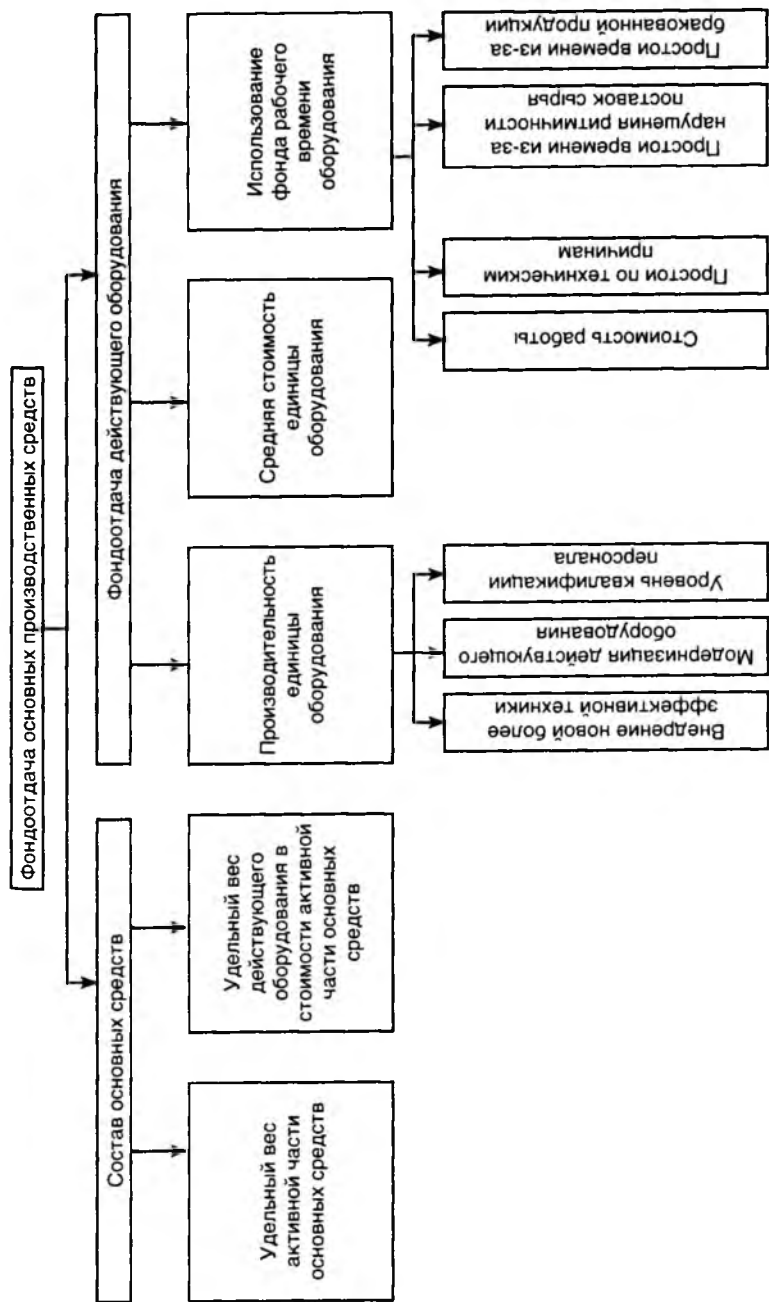 Фондоотдача основных производственных средств
Состав основных средств
Фондоотдача действующего оборудования
Удельный вес
активной части
основных средств
Удельный вес
действующего
оборудования в
стоимости активной
части основных
средств
Производительность
единицы
оборудования
Средняя стоимость
единицы
оборудования
Использование
фонда рабочего
времени
оборудования
Внедрение новой более
эффективной техники
Модернизация действующего
оборудования
Уровень квалификации
персонала
Стоимость работы
Простои по техническим
причинам
Простои времени из-за
нарушения ритмичности
поставок сырья
Простои времени из-за
бракованной продукции